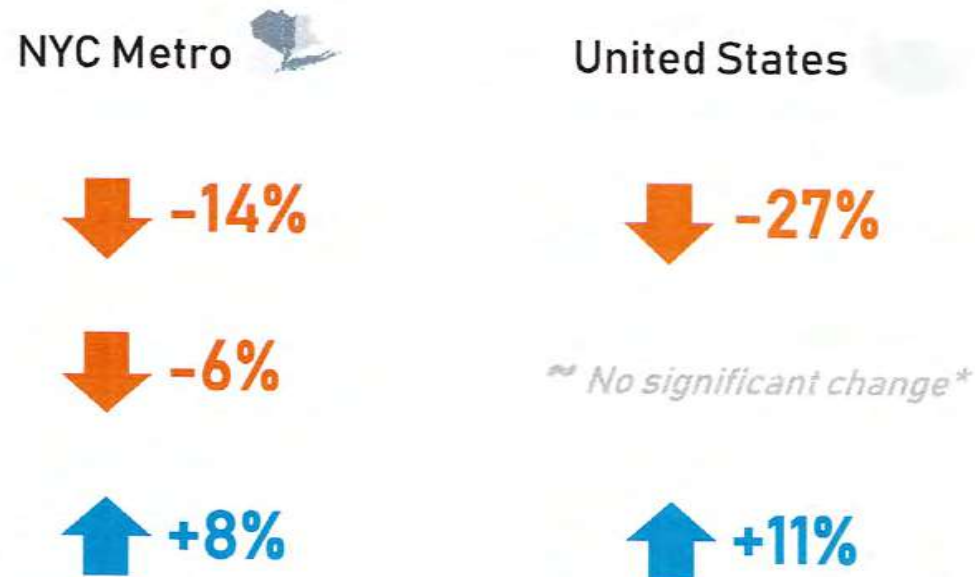 NYC Metro United States
-14% -27%
-6% ≈ No significant change*
+8% +11%